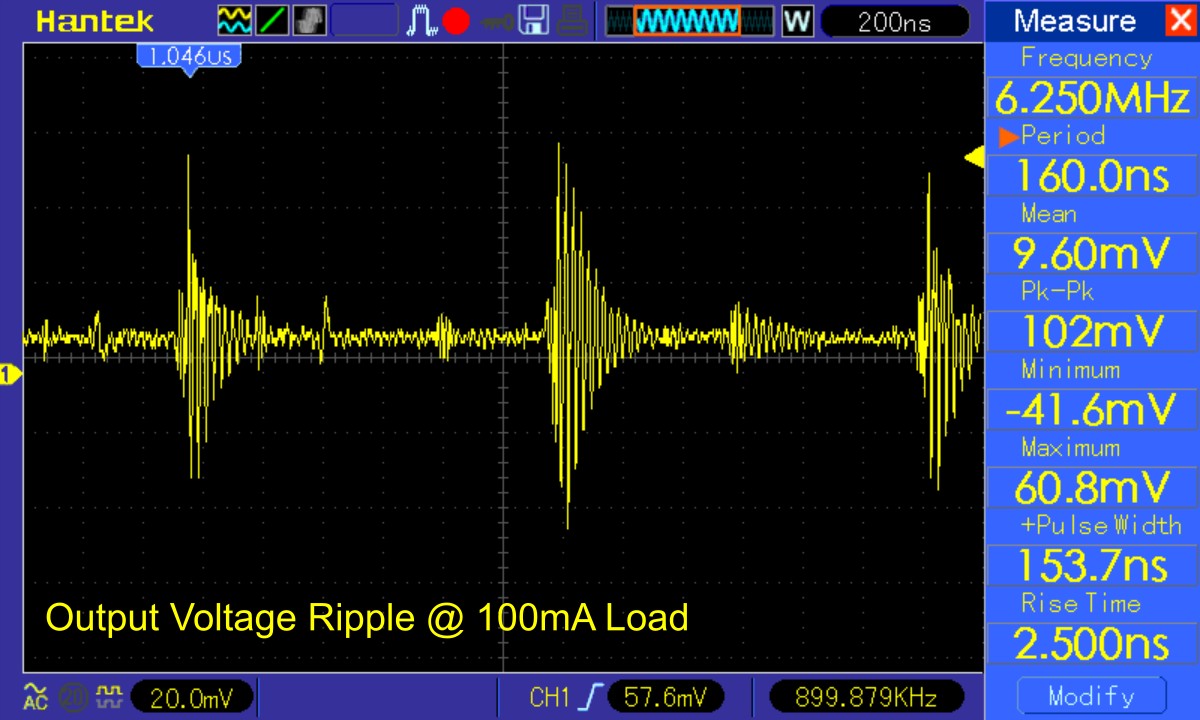 Hantek
W
200ns
Measure
X
1.046us
Frequency
6.250MHz
Period
160.0ns
Mean
9.60mV
Pk-Pk
102mV
Minimum
-41.6mV
Maximum
60.8mV
+Pulse Width
153.7ns
Rise Time
2.500ns
1
Output Voltage Ripple @ 100mA Load
AC
20
20.0mV
CH1
57.6mV
899.879KHz
Modify